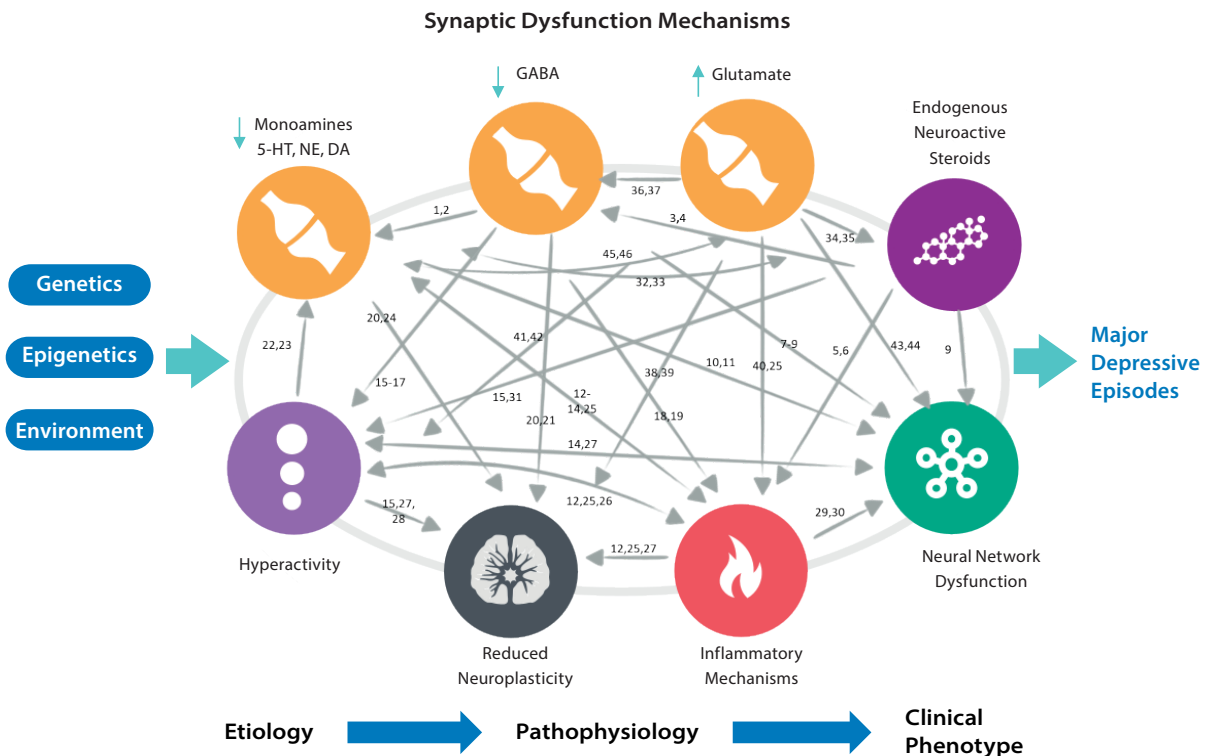 Synaptic Dysfunction Mechanisms
GABA
Glutamate
Monoamines
5-HT, NE, DA
Endogenous
Neuroactive
Steroids
36,37
1,2
3,4
34,35
45,46
32,33
Genetics
Epigenetics
Environment
20,24
22,23
41,42
7-9
10,11
40,25
5,6
43,44
9
38,39
15-17
15,31
12-
14,25
20,21
18,19
14,27
Major
Depressive
Episodes
15,27,
28
12,25,26
29,30
12,25,27
Hyperactivity
Neural Network
Dysfunction
Reduced
Neuroplasticity
Inflammatory
Mechanisms
Etiology
Pathophysiology
Clinical
Phenotype